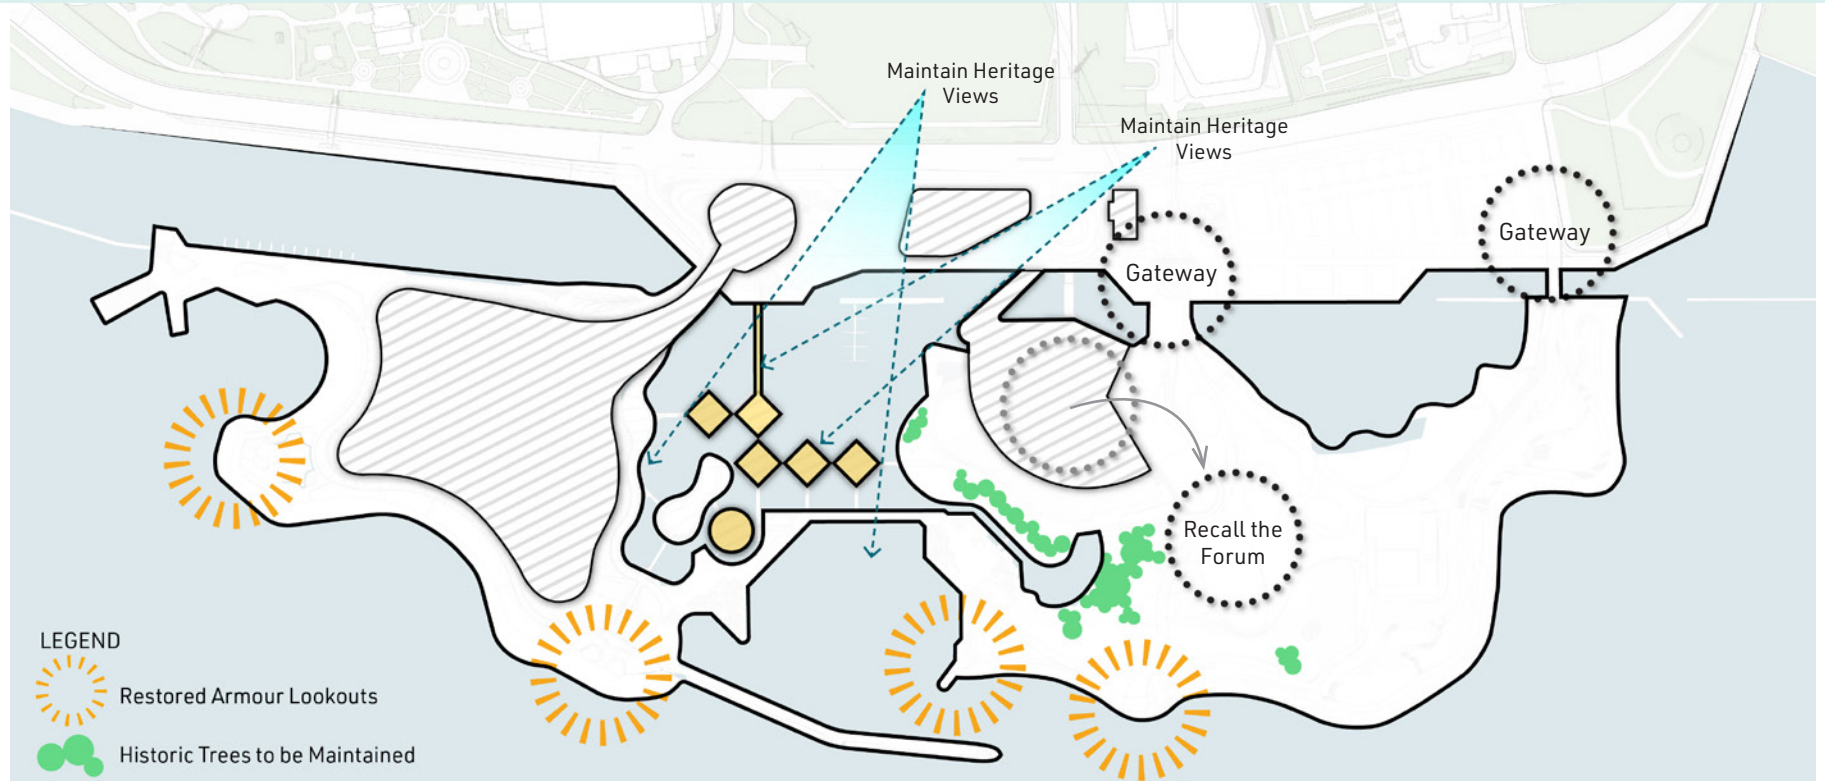 Maintain Heritage
Views
Maintain Heritage
Views
Gateway
Gateway
Recall the
Forum
LEGEND
Restored Armour Lookouts
Historic Trees to be Maintained